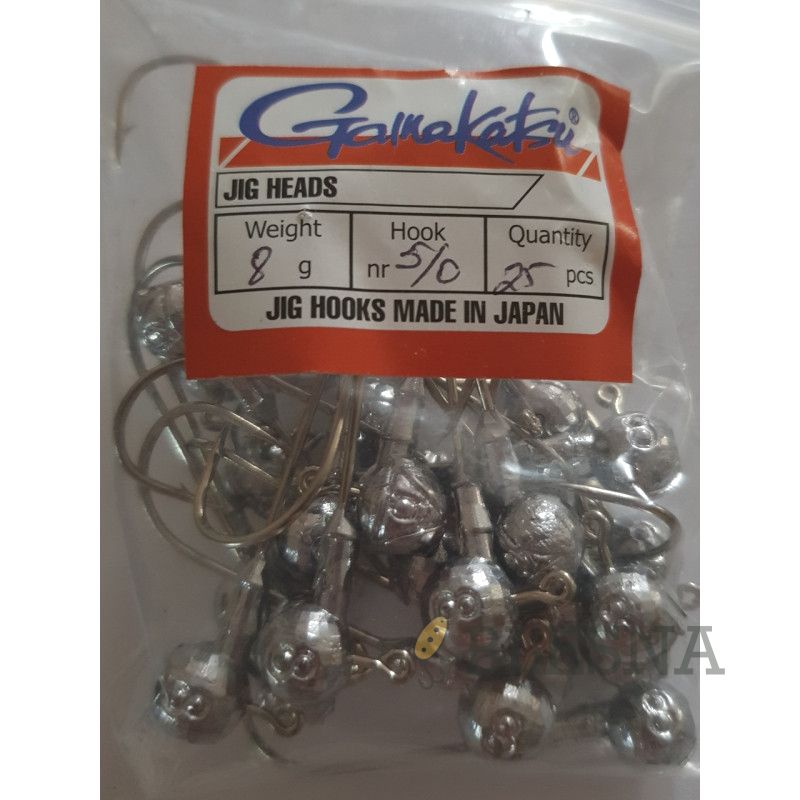 Gamakatsu®
JIG HEADS
Weight Hook Quantity
8 g nr 5/0 25 pcs
JIG HOOKS MADE IN JAPAN